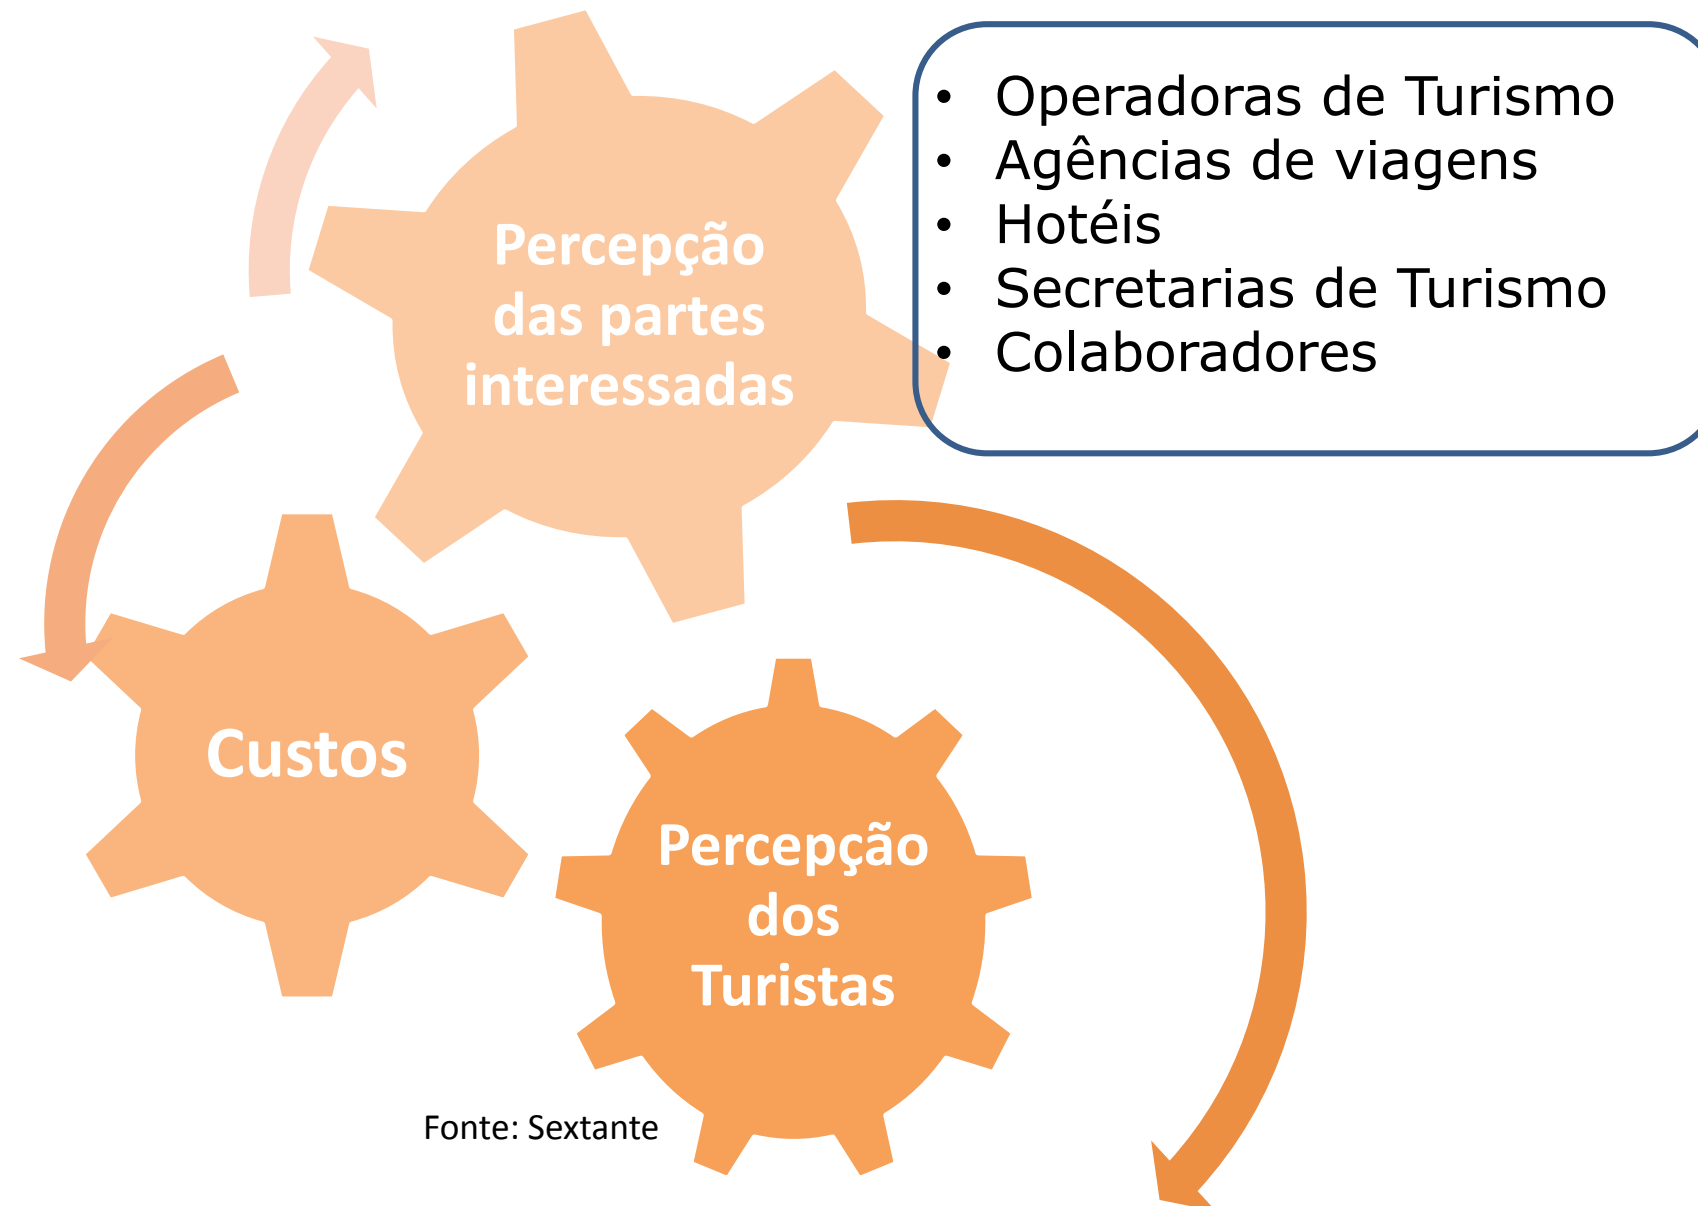 Percepção
das partes
interessadas
• Operadoras de Turismo
• Agências de viagens
• Hotéis
• Secretarias de Turismo
• Colaboradores
Custos
Percepção
dos
Turistas
Fonte: Sextante